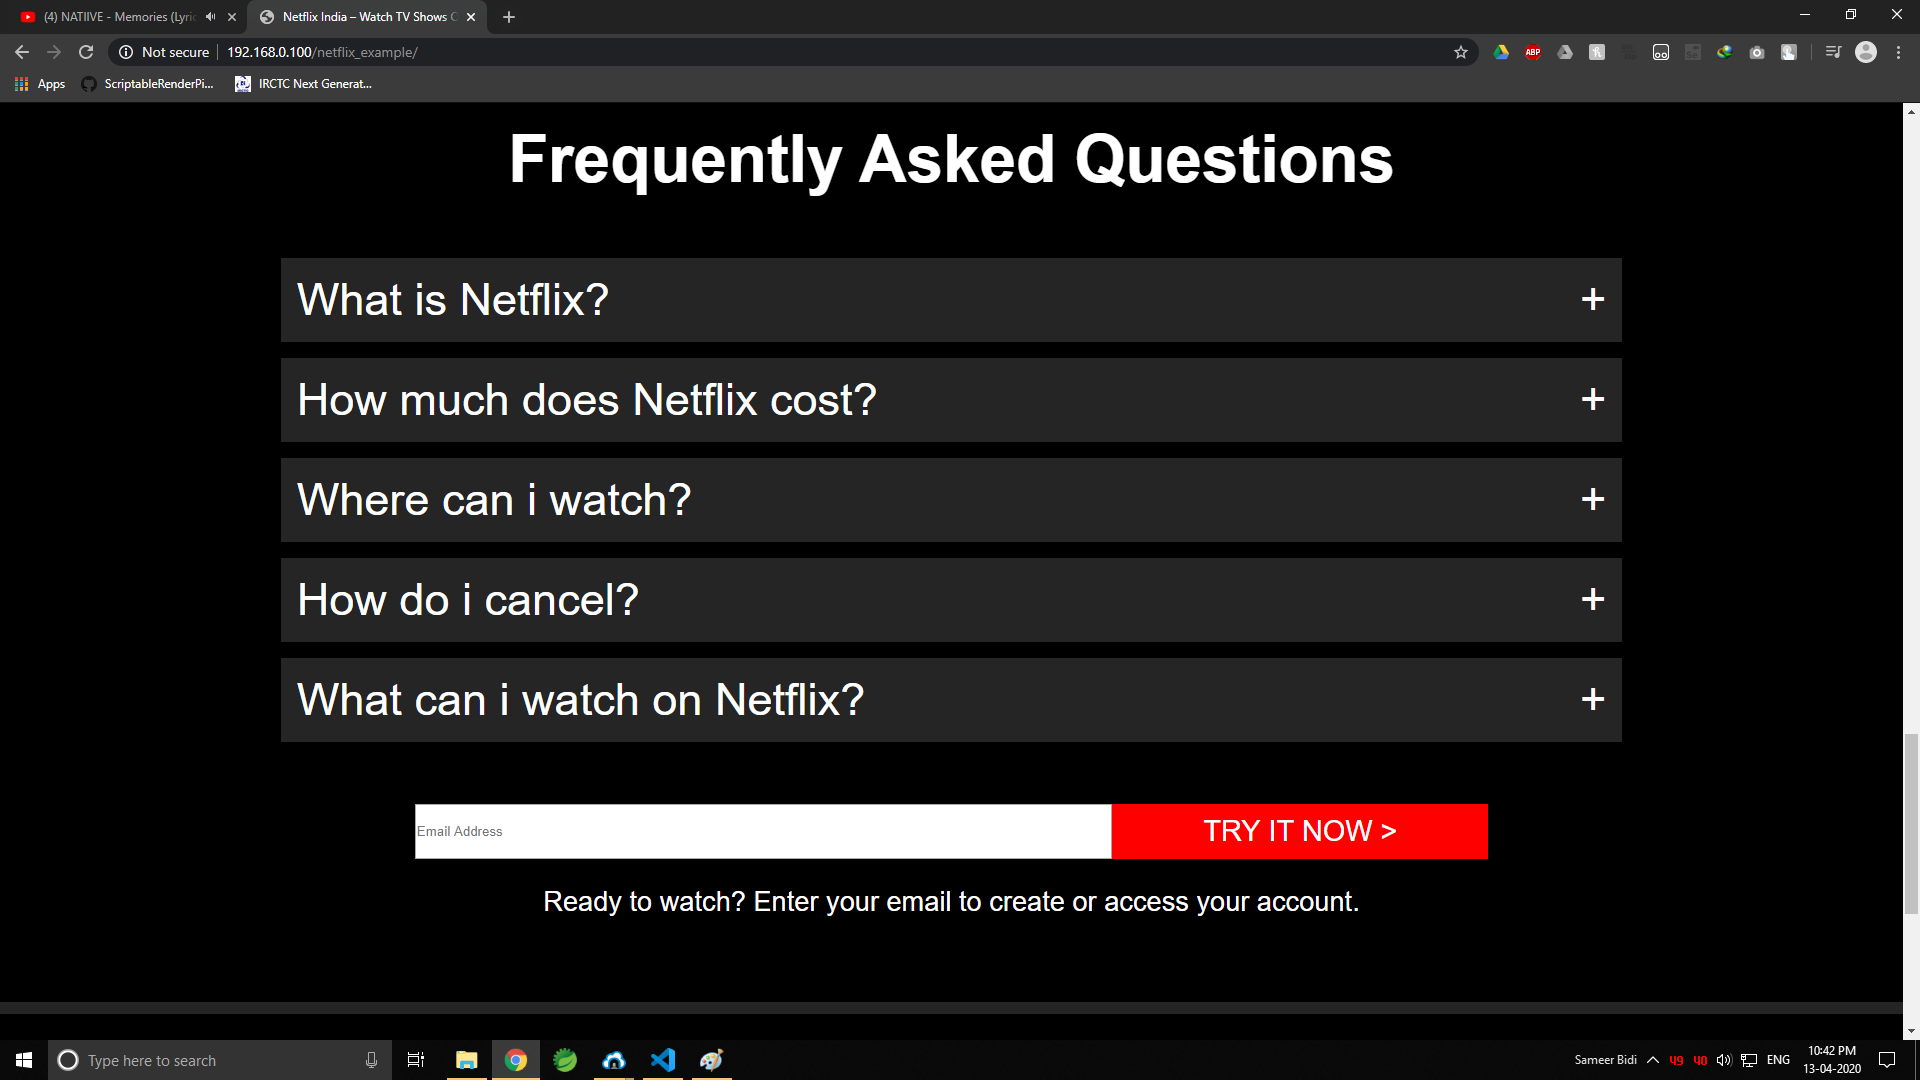 (4) NATIIVE - Memories (Lyri
Netflix India – Watch TV Shows O
Not secure
192.168.0.100/netflix_example/
Apps
ScriptableRenderPi...
IRCTC Next Generat...
ABP
Frequently Asked Questions
What is Netflix? +
How much does Netflix cost? +
Where can i watch? +
How do i cancel? +
What can i watch on Netflix? +
Email Address
TRY IT NOW >
Ready to watch? Enter your email to create or access your account.
Type here to search
Sameer Bidi
49 40
ENG
10:42 PM
13-04-2020